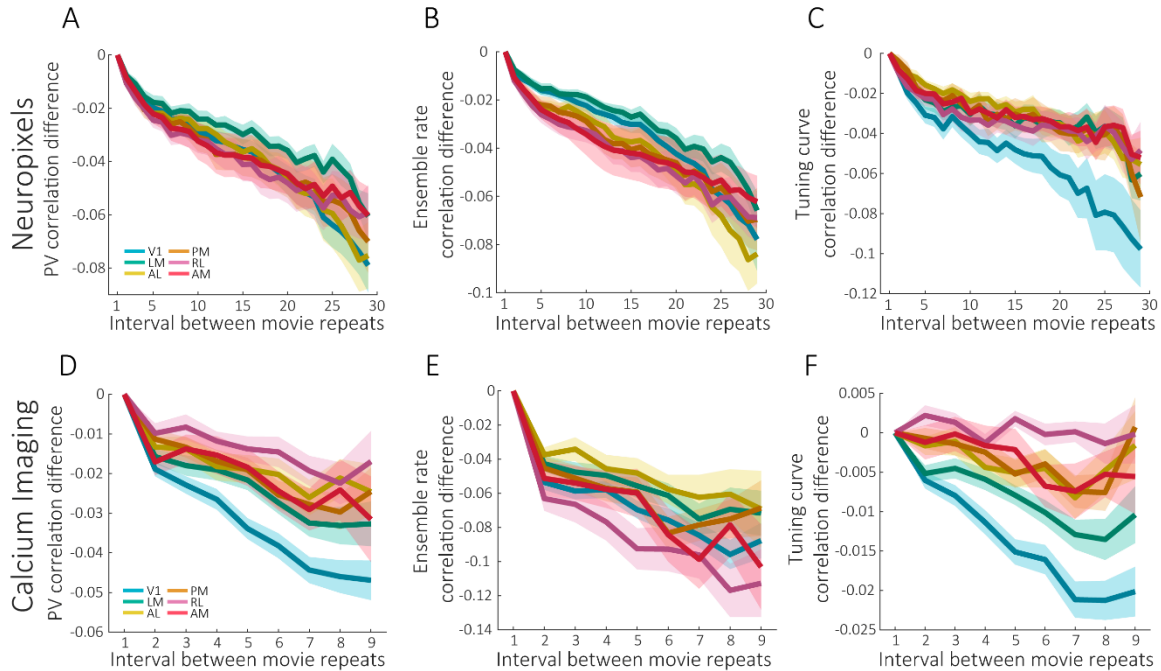 A
B
C
Neuropixels
PV correlation difference
0
-0.02
-0.04
-0.06
-0.08
V1 PM
LM RL
AL AM
1 5 10 15 20 25 30
Interval between movie repeats
Ensemble rate
correlation difference
0
-0.02
-0.04
-0.06
-0.08
-0.1
1 5 10 15 20 25 30
Interval between movie repeats
Tuning curve
correlation difference
0
-0.02
-0.04
-0.06
-0.08
-0.1
-0.12
1 5 10 15 20 25 30
Interval between movie repeats
D
E
F
Calcium Imaging
PV correlation difference
0
-0.01
-0.02
-0.03
-0.04
-0.05
-0.06
V1 PM
LM RL
AL AM
1 2 3 4 5 6 7 8 9
Interval between movie repeats
Ensemble rate
correlation difference
0
-0.02
-0.04
-0.06
-0.08
-0.1
-0.12
-0.14
1 2 3 4 5 6 7 8 9
Interval between movie repeats
Tuning curve
correlation difference
0.005
0
-0.005
-0.01
-0.015
-0.02
-0.025
1 2 3 4 5 6 7 8 9
Interval between movie repeats